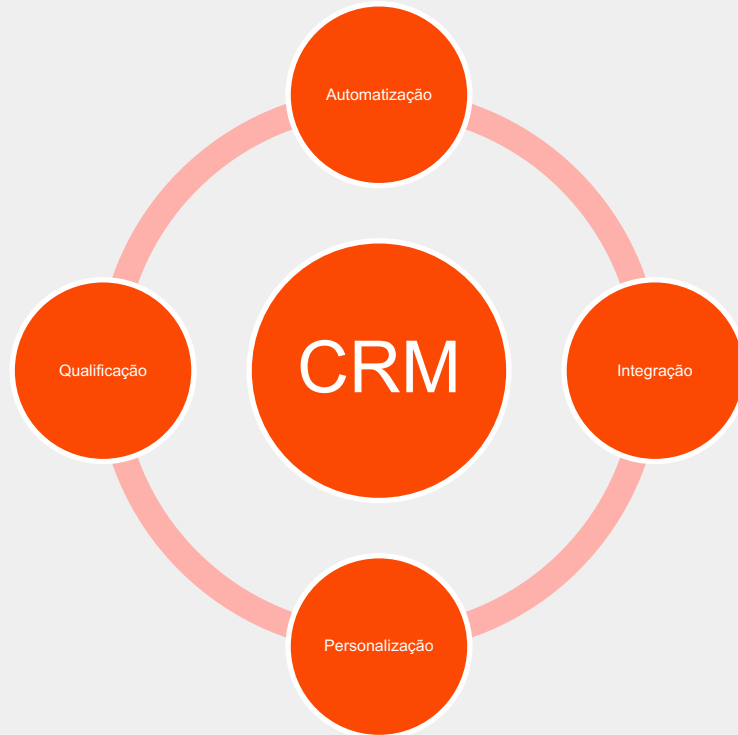 Automatização
Qualificação
CRM
Integração
Personalização